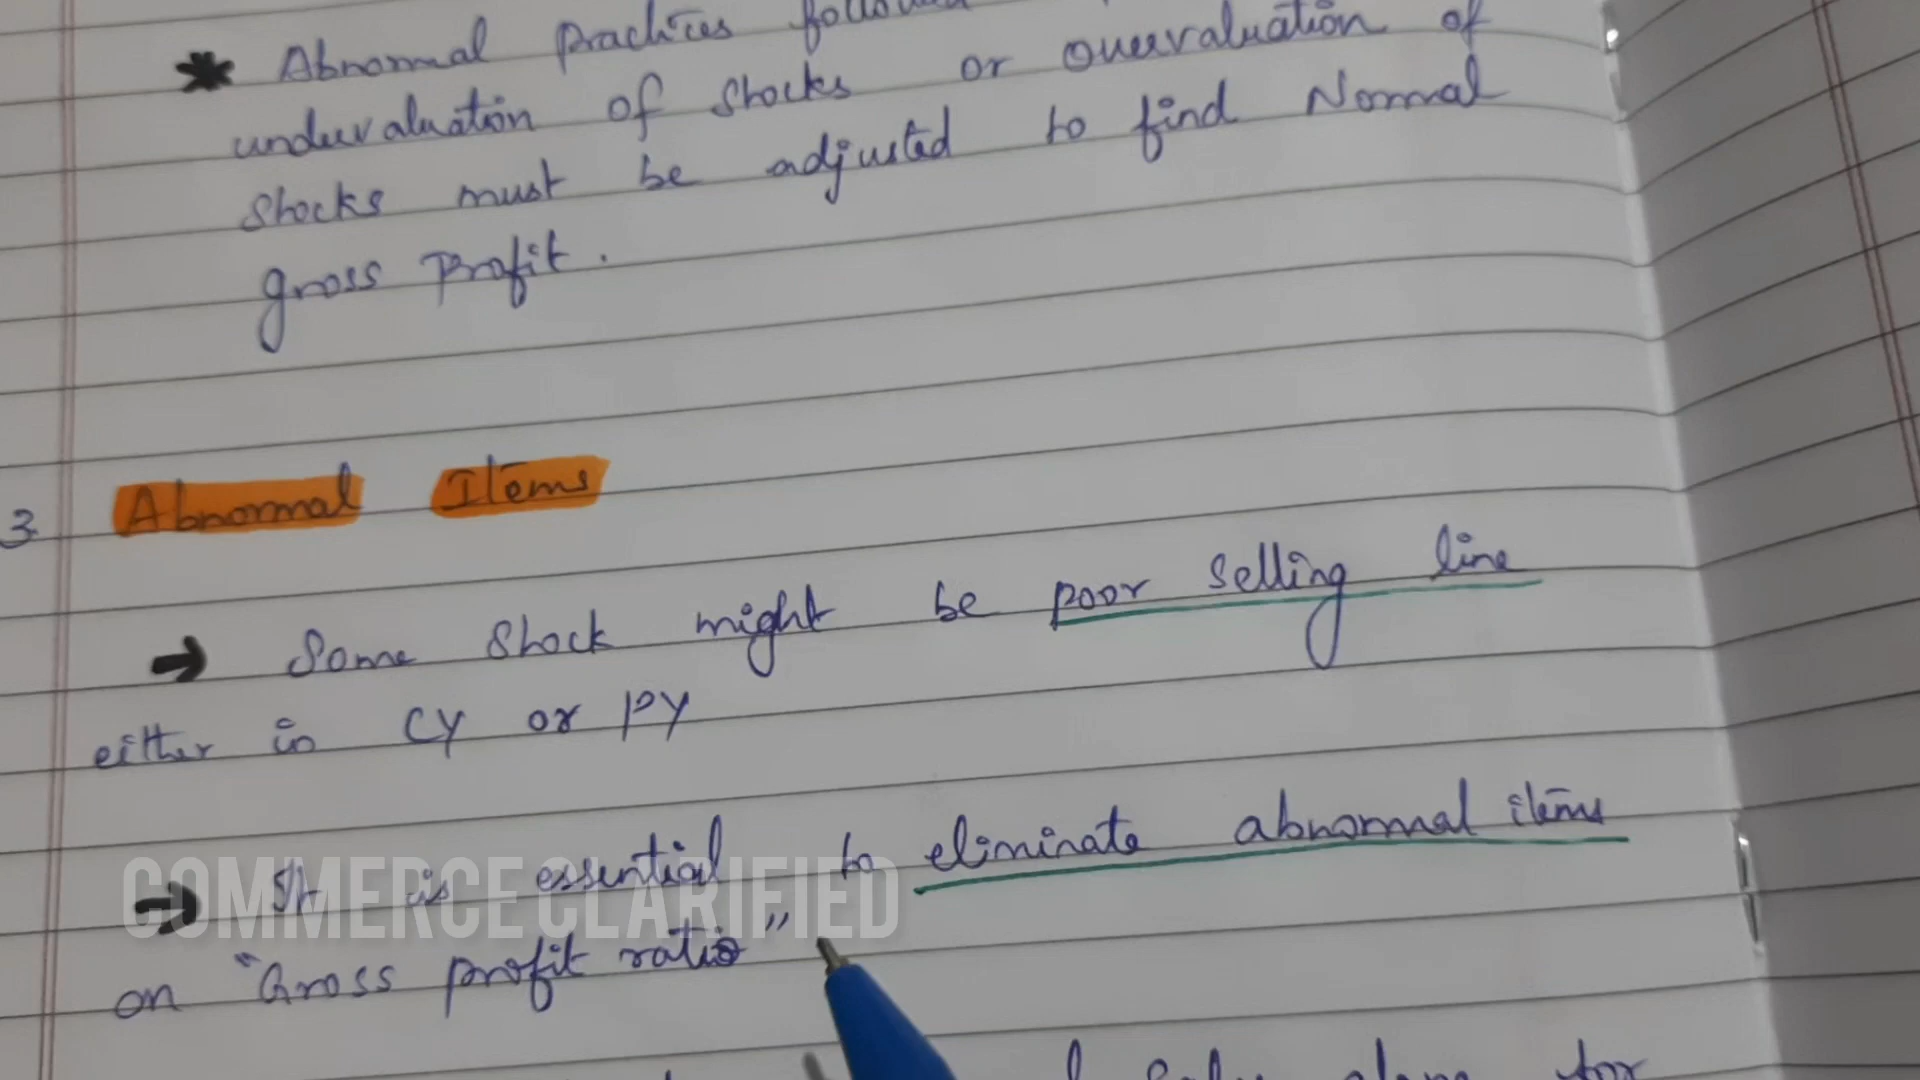 * Abnormal practices followed
undervaluation of stocks or overvaluation of
stocks must be adjusted to find Normal
gross Profit.
3 Abnormal Items
→ Some stock might be poor selling line
either in CY or PY
→ It is essential to eliminate abnormal items
on "Gross profit ratio"
COMMERCE CLARIFIED